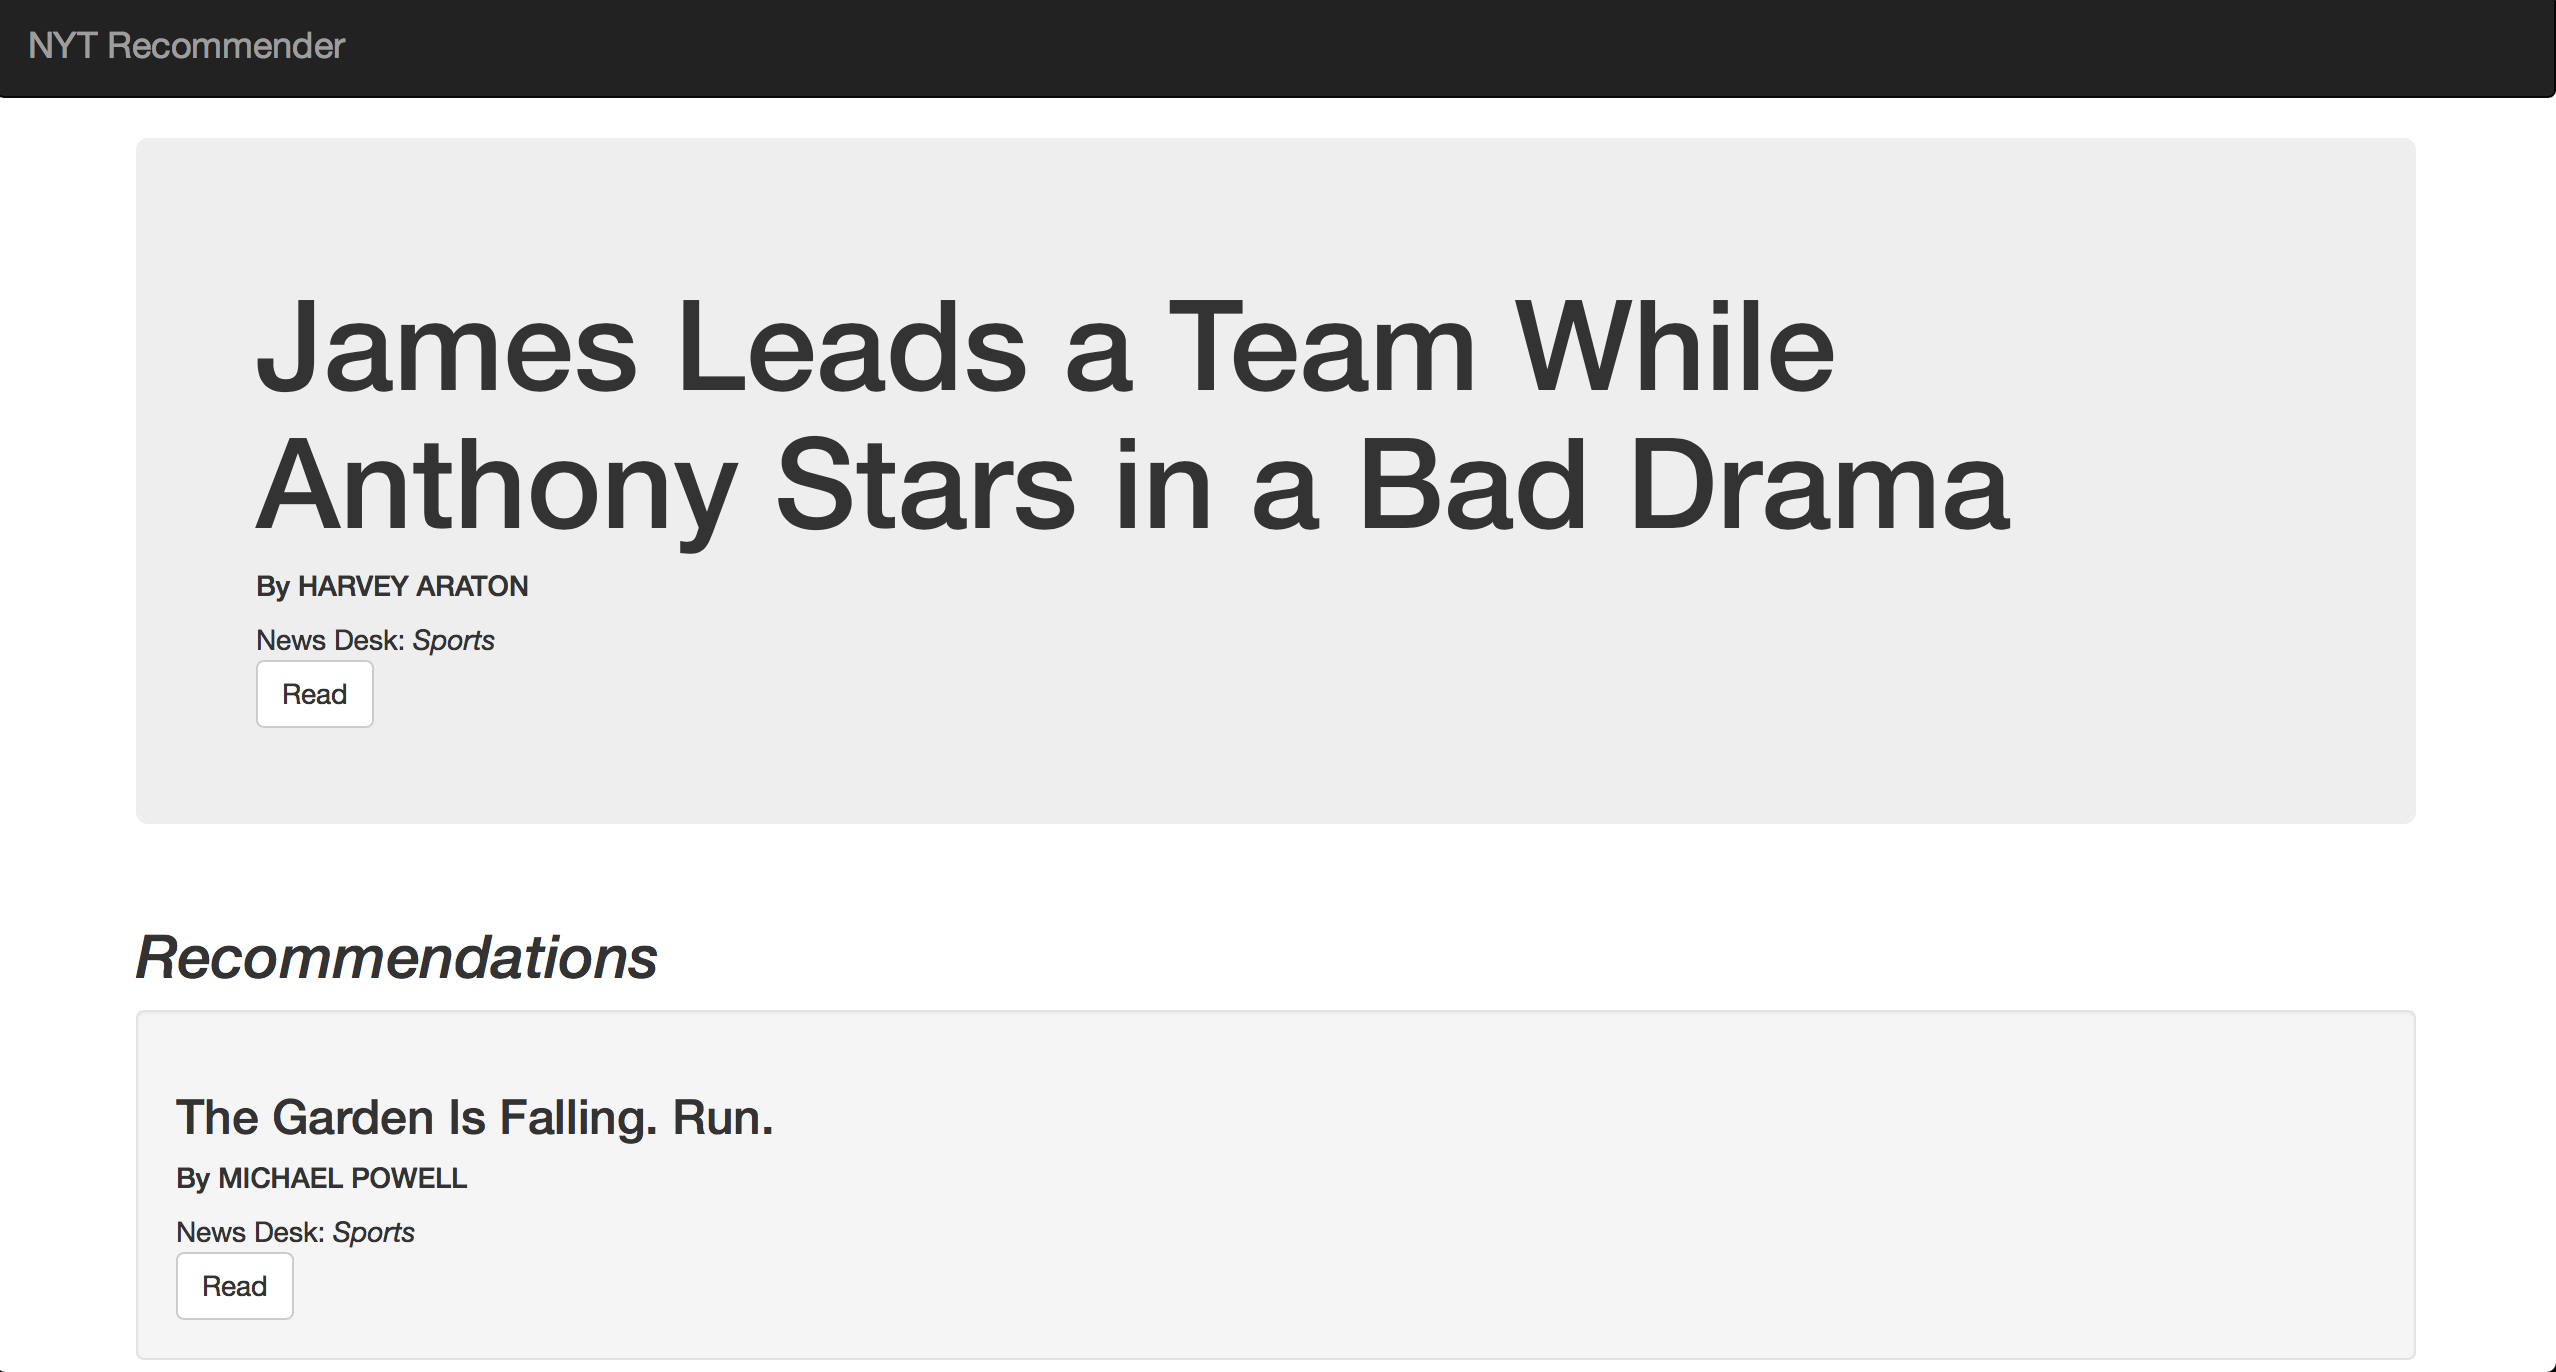 NYT Recommender
James Leads a Team While
Anthony Stars in a Bad Drama
By HARVEY ARATON
News Desk: Sports
Read
Recommendations
The Garden Is Falling. Run.
By MICHAEL POWELL
News Desk: Sports
Read